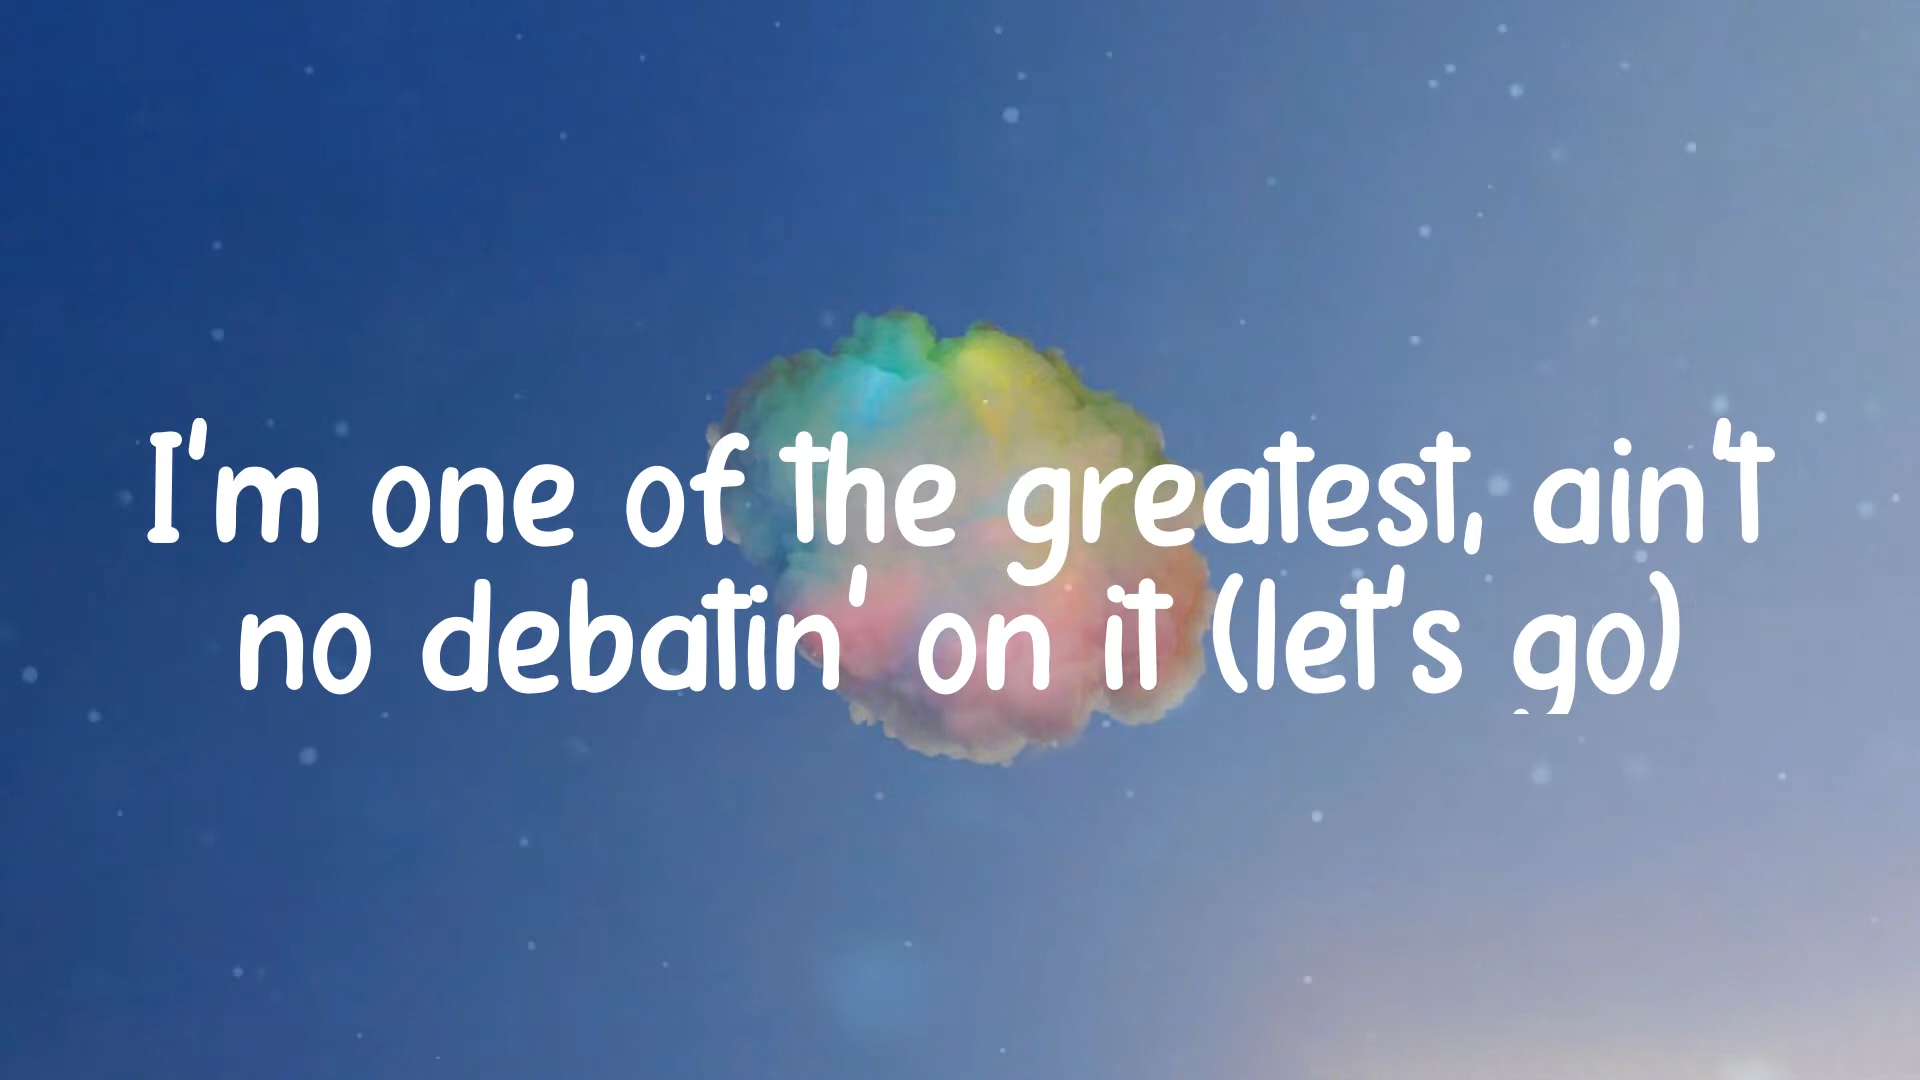 I'm one of the greatest, ain't
no debatin' on it (let's go)